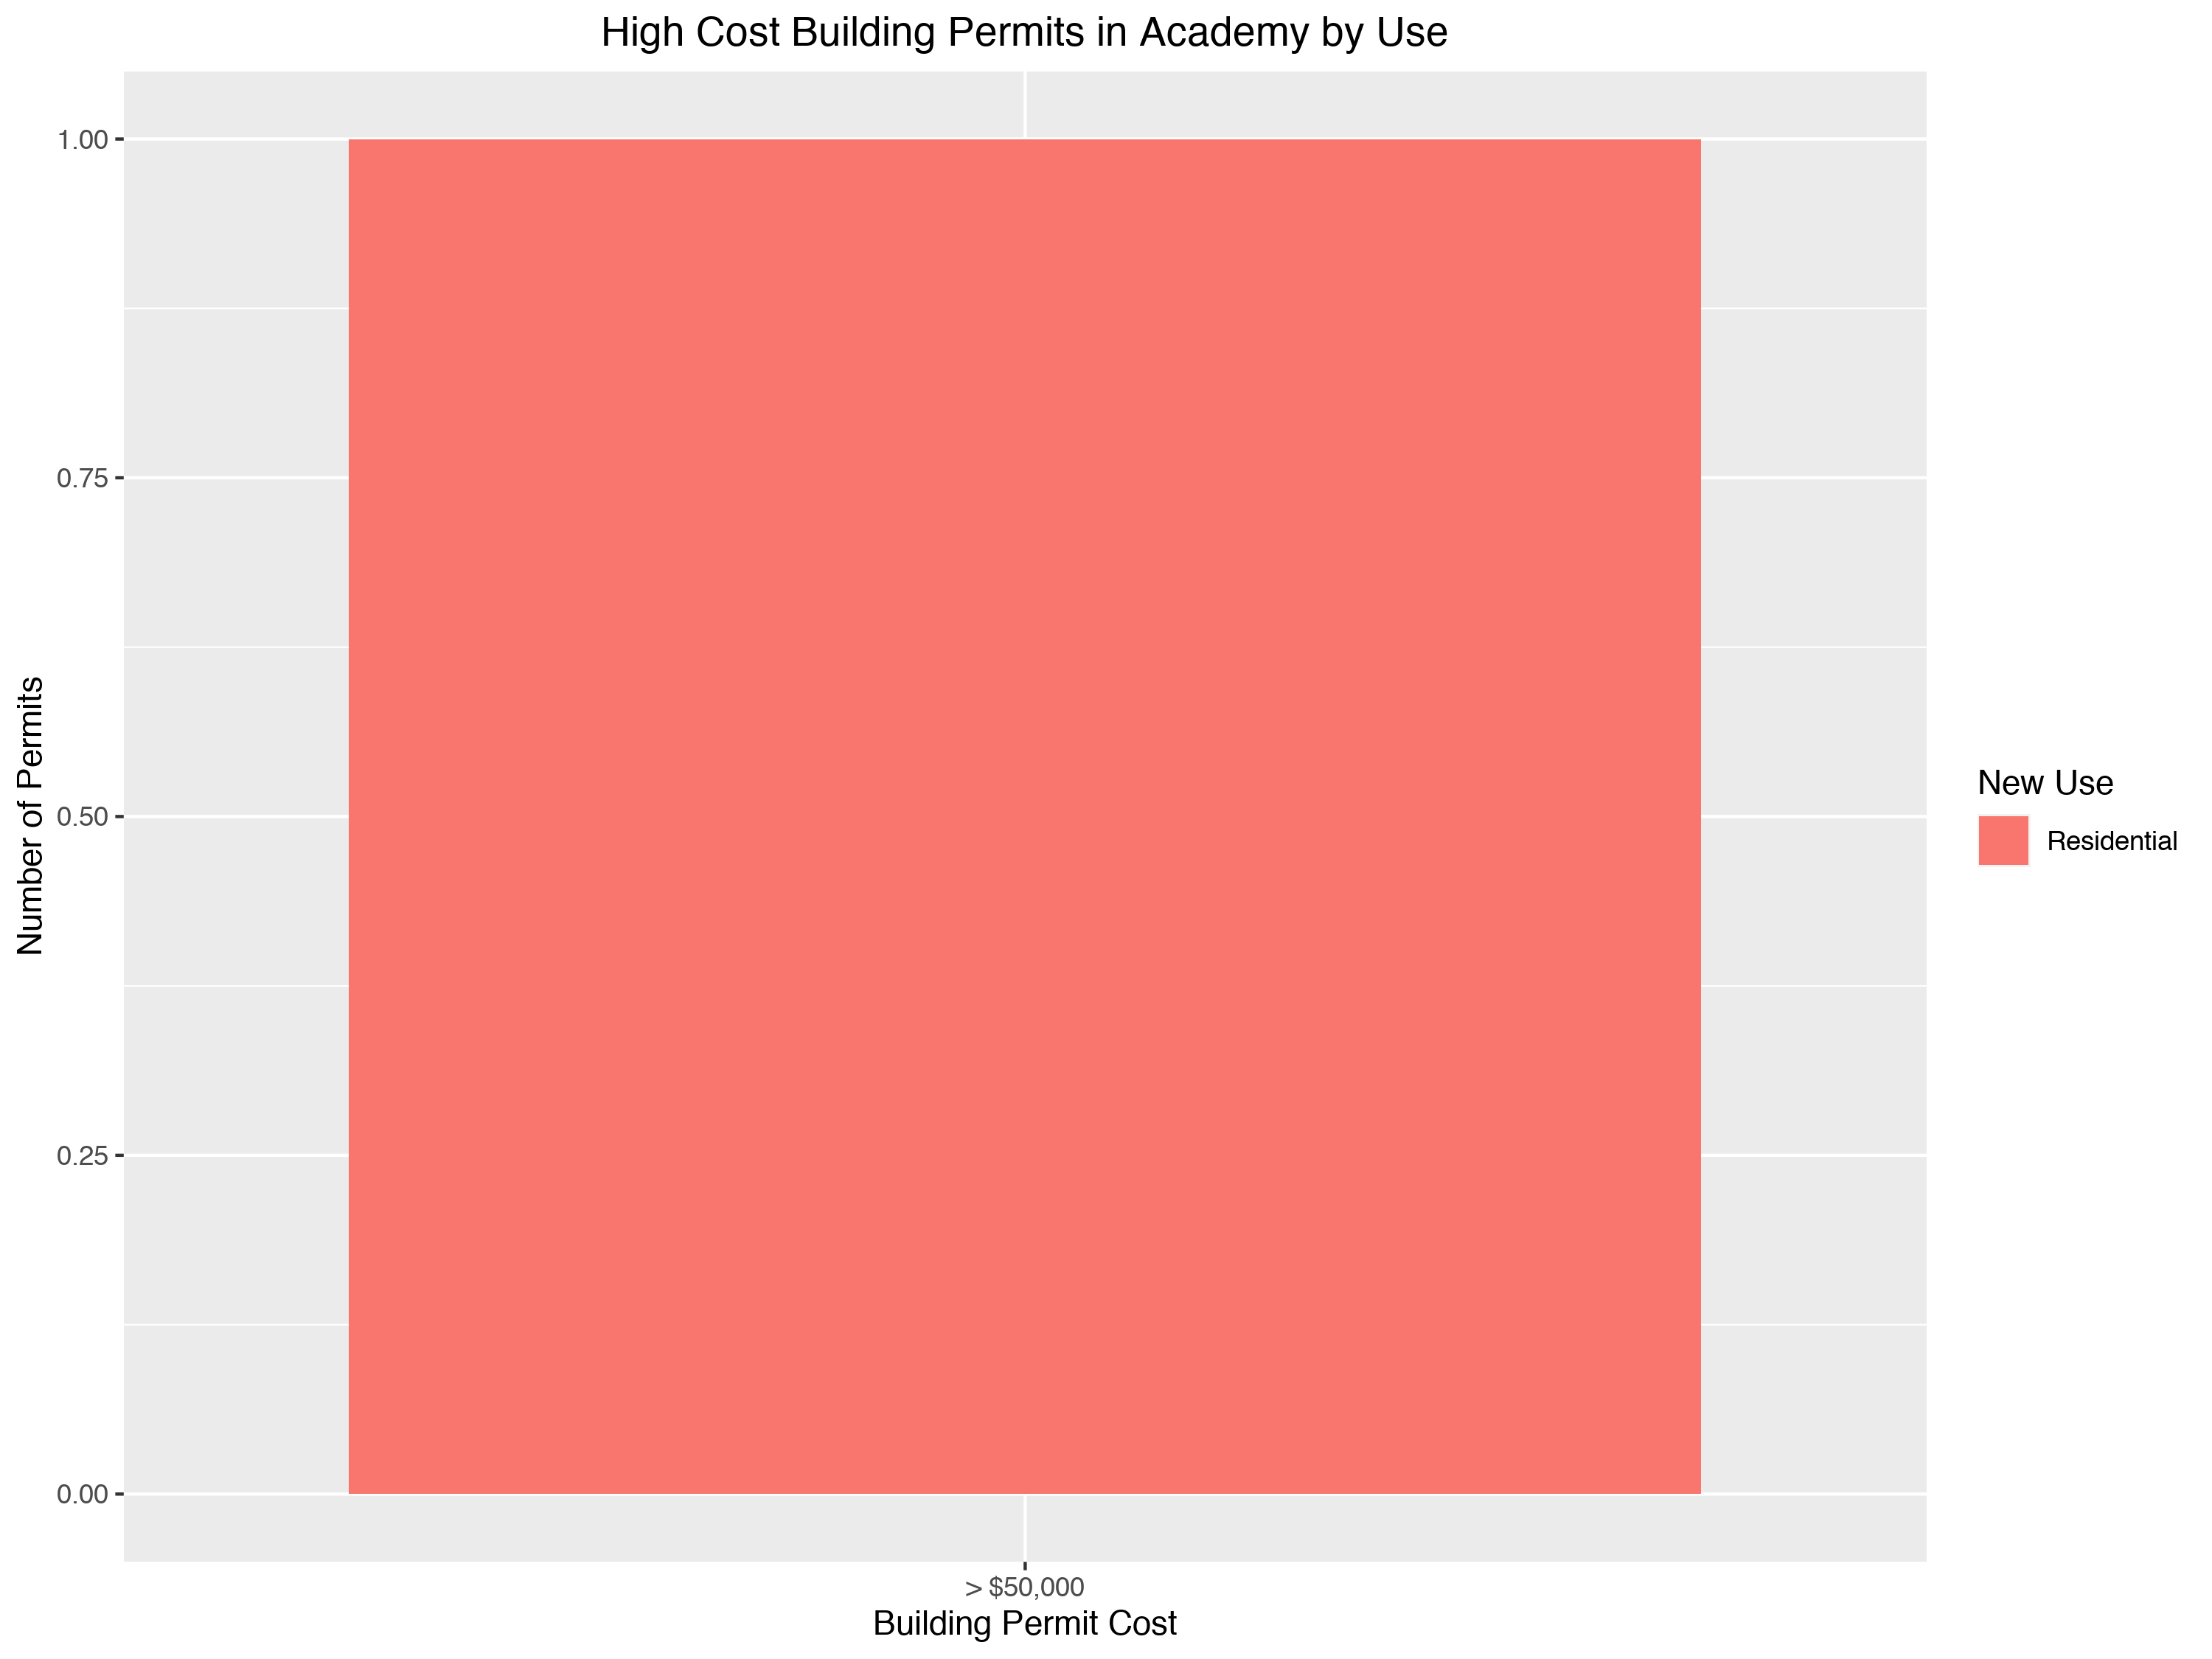 High Cost Building Permits in Academy by Use
Number of Permits
1.00
0.75
0.50
0.25
0.00
> $50,000
Building Permit Cost
New Use
Residential